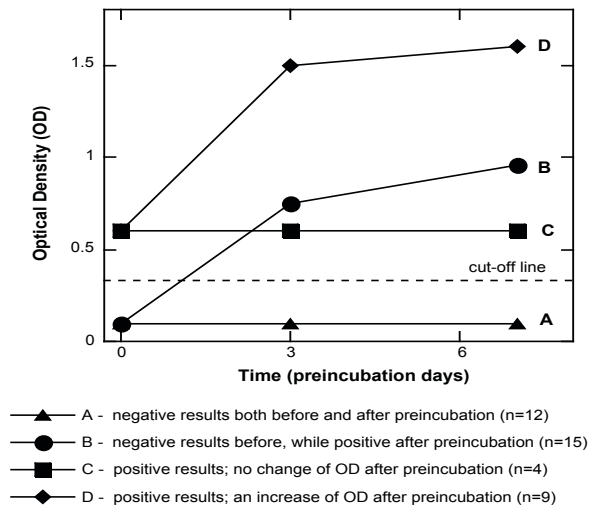 1.5
1
0.5
0
Optical Density (OD)
D
B
C
cut-off line
A
0 3 6
Time (preincubation days)
A - negative results both before and after preincubation (n=12)
B - negative results before, while positive after preincubation (n=15)
C - positive results; no change of OD after preincubation (n=4)
D - positive results; an increase of OD after preincubation (n=9)